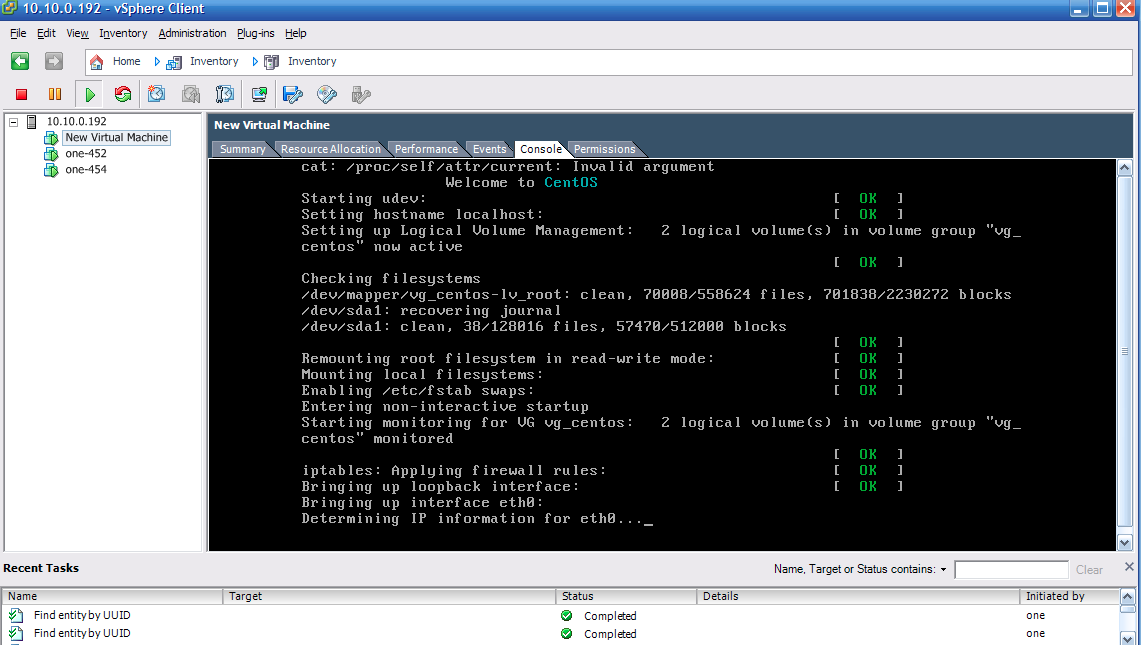 10.10.0.192 - vSphere Client
File Edit View Inventory Administration Plug-ins Help
Home Inventory Inventory
10.10.0.192
New Virtual Machine
one-452
one-454
New Virtual Machine
Summary Resource Allocation Performance Events Console Permissions
cat: /proc/self/attr/current: Invalid argument
Welcome to CentOS
Starting udev: [ OK ]
Setting hostname localhost: [ OK ]
Setting up Logical Volume Management: 2 logical volume(s) in volume group "vg_
centos" now active
[ OK ]
Checking filesystems
/dev/mapper/vg_centos-lv_root: clean, 70008/558624 files, 701838/2230272 blocks
/dev/sda1: recovering journal
/dev/sda1: clean, 38/128016 files, 57470/512000 blocks
[ OK ]
Remounting root filesystem in read-write mode: [ OK ]
Mounting local filesystems: [ OK ]
Enabling /etc/fstab swaps: [ OK ]
Entering non-interactive startup
Starting monitoring for VG vg_centos: 2 logical volume(s) in volume group "vg_
centos" monitored
[ OK ]
iptables: Applying firewall rules: [ OK ]
Bringing up loopback interface: [ OK ]
Bringing up interface eth0:
Determining IP information for eth0..._
Recent Tasks
Name, Target or Status contains: Clear
Name Target Status Details Initiated by
Find entity by UUID Completed one
Find entity by UUID Completed one